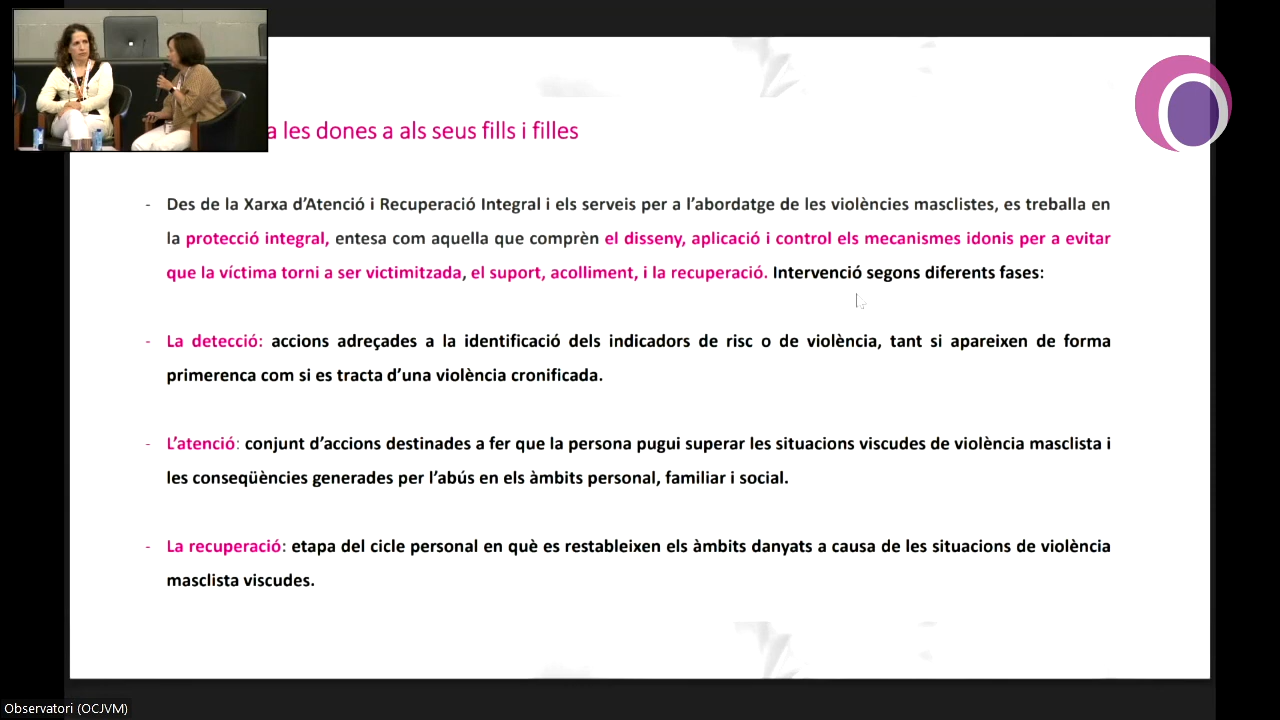 a les dones a als seus fills i filles
- Des de la Xarxa d’Atenció i Recuperació Integral i els serveis per a l’abordatge de les violències masclistes, es treballa en
la protecció integral, entesa com aquella que comprèn el disseny, aplicació i control els mecanismes idonis per a evitar
que la víctima torni a ser victimitzada, el suport, acolliment, i la recuperació. Intervenció segons diferents fases:
- La detecció: accions adreçades a la identificació dels indicadors de risc o de violència, tant si apareixen de forma
primerenca com si es tracta d’una violència cronificada.
- L’atenció: conjunt d’accions destinades a fer que la persona pugui superar les situacions viscudes de violència masclista i
les conseqüències generades per l’abús en els àmbits personal, familiar i social.
- La recuperació: etapa del cicle personal en què es restableixen els àmbits danyats a causa de les situacions de violència
masclista viscudes.
Observatori (OCJVM)